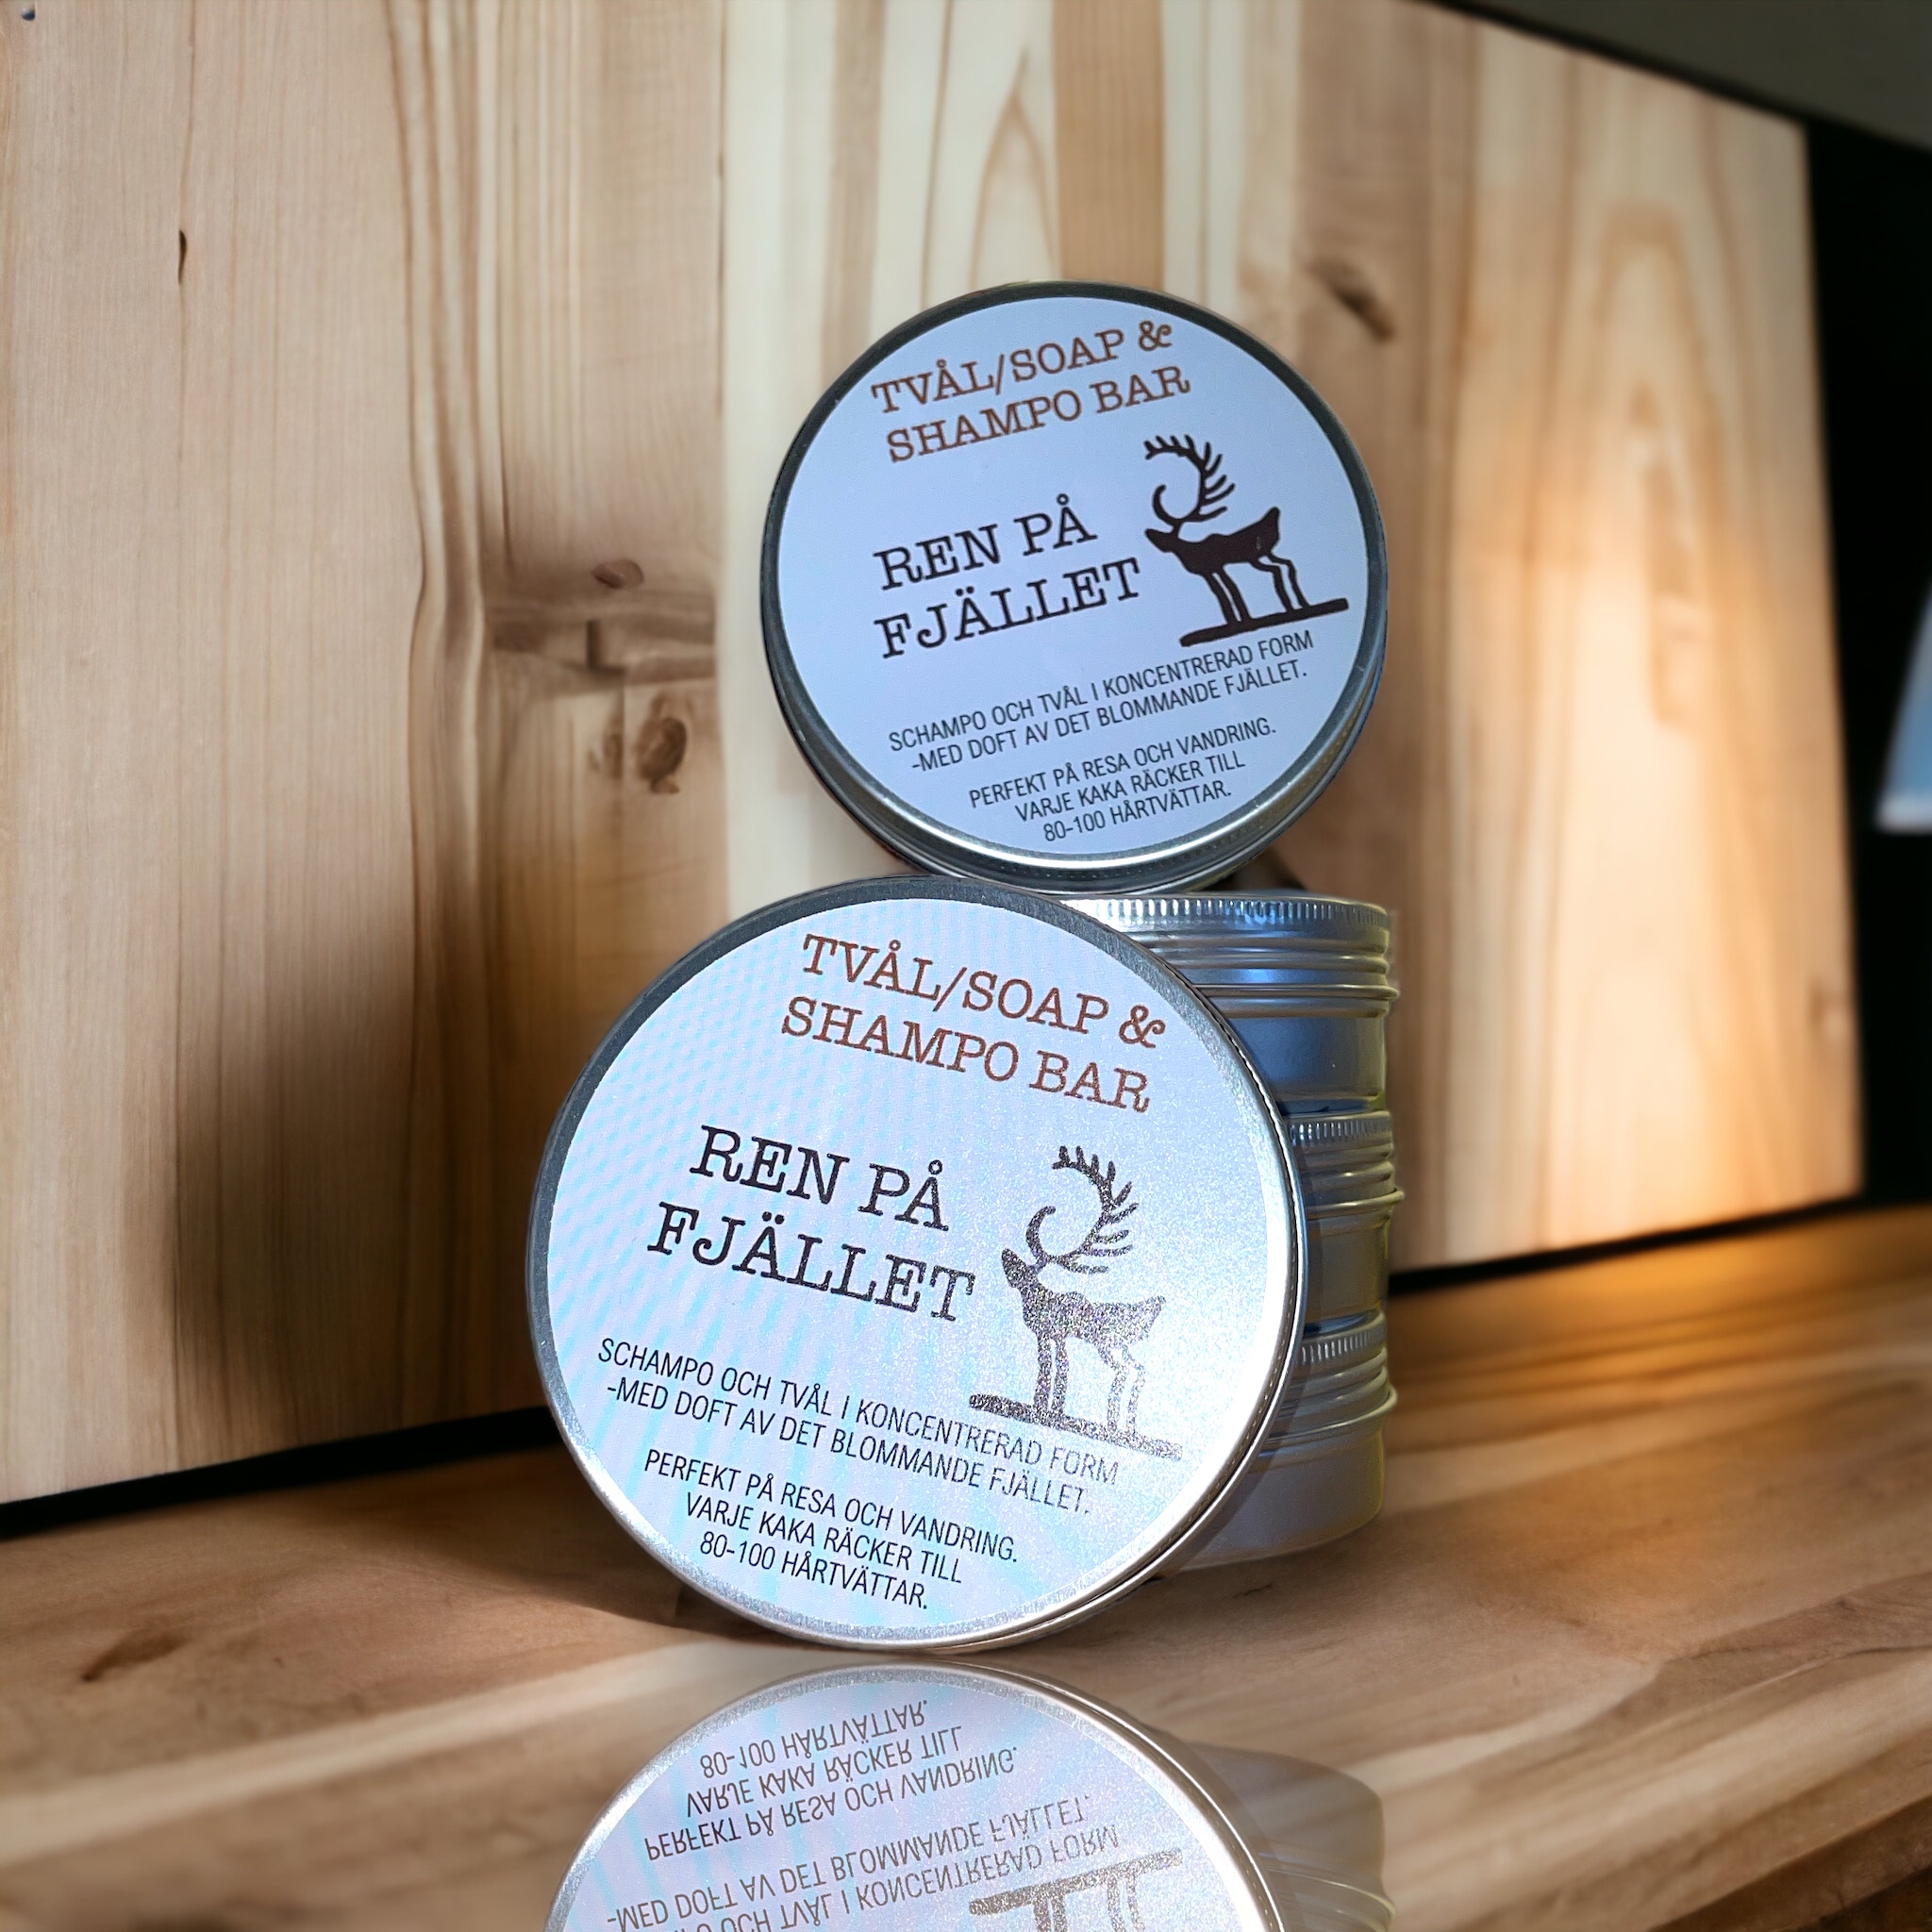 TVÅL/SOAP &
SHAMPO BAR
REN PÅ
FJÄLLET
SCHAMPO OCH TVÅL I KONCENTRERAD FORM
-MED DOFT AV DET BLOMMANDE FJÄLLET.
PERFEKT PÅ RESA OCH VANDRING.
VARJE KAKA RÄCKER TILL
80-100 HÅRTVÄTTAR.
TVÅL/SOAP &
SHAMPO BAR
REN PÅ
FJÄLLET
SCHAMPO OCH TVÅL I KONCENTRERAD FORM
-MED DOFT AV DET BLOMMANDE FJÄLLET.
PERFEKT PÅ RESA OCH VANDRING.
VARJE KAKA RÄCKER TILL
80-100 HÅRTVÄTTAR.